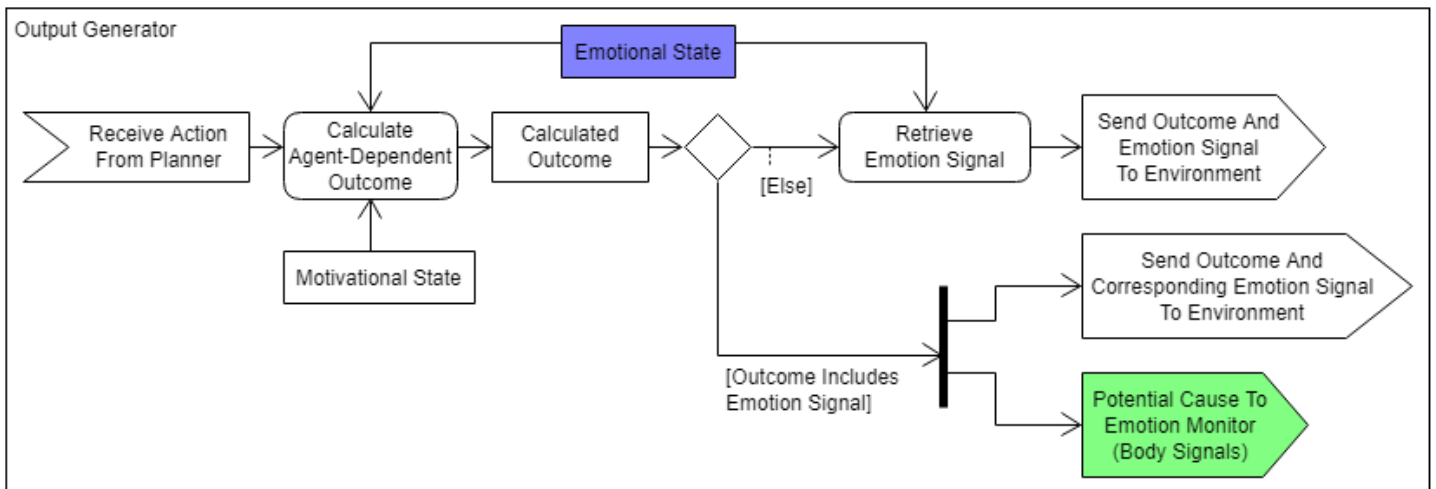 Output Generator
Emotional State
Receive Action
From Planner
Calculate
Agent-Dependent
Outcome
Calculated
Outcome
[Else]
Retrieve
Emotion Signal
Send Outcome And
Emotion Signal
To Environment
Motivational State
Send Outcome And
Corresponding Emotion Signal
To Environment
[Outcome Includes
Emotion Signal]
Potential Cause To
Emotion Monitor
(Body Signals)